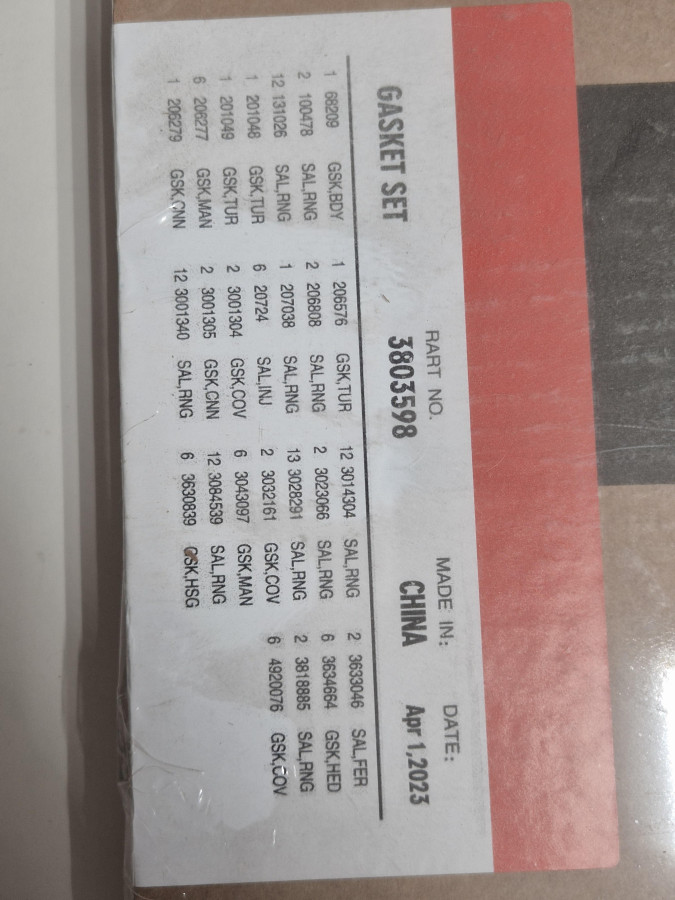 RART NO. MADE IN: DATE:
GASKET SET 3803598 CHINA Apr 1,2023
1 68209 GSK,BDY 1 206576 GSK,TUR 12 3014304 SAL,RNG 2 3633046 SAL,FER
2 100478 SAL,RNG 2 206808 SAL,RNG 2 3023066 SAL,RNG 6 3634664 GSK,HED
12 131026 SAL,RNG 1 207038 SAL,RNG 13 3028291 SAL,RNG 2 3818885 SAL,RNG
1 201048 GSK,TUR 6 20724 SAL,INJ 2 3032161 GSK,COV 6 4920076 GSK,COV
1 201049 GSK,TUR 2 3001304 GSK,COV 6 3043097 GSK,MAN
6 206277 GSK,MAN 2 3001305 GSK,CNN 12 3084539 SAL,RNG
1 206279 GSK,CNN 12 3001340 SAL,RNG 6 3630839 GSK,HSG